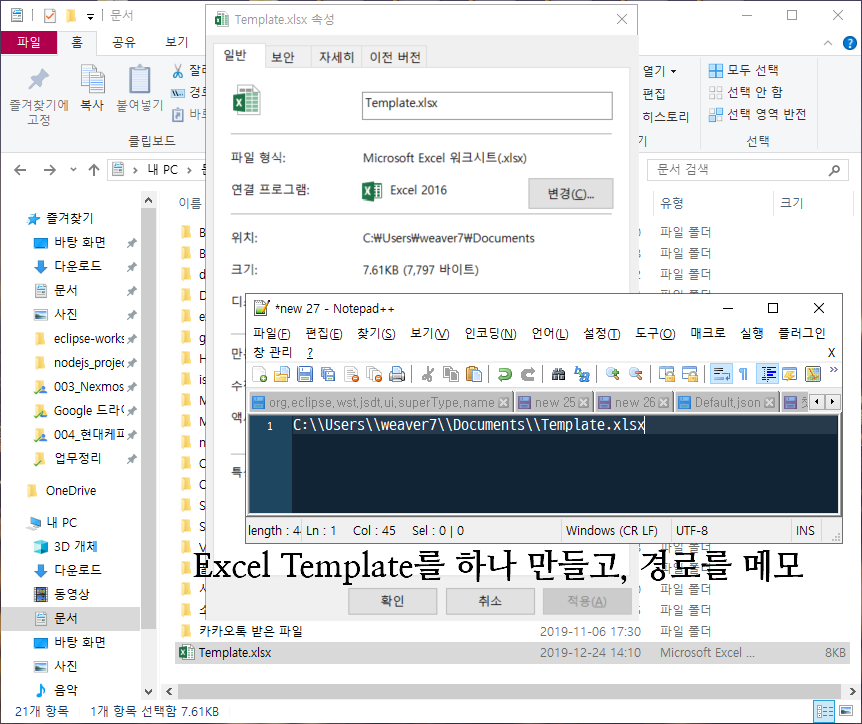 문서
Template.xlsx 속성
파일
홈
공유
보기
일반
보안
자세히
이전 버전
즐겨찾기에
고정
복사
붙여넣기
클립보드
열기
편집
히스토리
모두 선택
선택 안 함
선택 영역 반전
선택
Template.xlsx
파일 형식:
Microsoft Excel 워크시트(.xlsx)
연결 프로그램:
Excel 2016
변경(C)...
위치:
C:\Users\weaver7\Documents
크기:
7.61KB (7,797 바이트)
내 PC
문서 검색
이름
유형
크기
즐겨찾기
바탕 화면
다운로드
문서
사진
eclipse-works
nodejs_projec
003_Nexmos
Google 드라이
004_현대케피
업무정리
OneDrive
내 PC
3D 개체
다운로드
동영상
문서
바탕 화면
사진
음악
파일 폴더
파일 폴더
파일 폴더
*new 27 - Notepad++
파일(F) 편집(E) 찾기(S) 보기(V) 인코딩(N) 언어(L) 설정(T) 도구(O) 매크로 실행 플러그인
창 관리 ? X
org,eclipse,wst,jsdt,ui,superType,name
new 25
new 26
Default.json
1 C:\\Users\\weaver7\\Documents\\Template.xlsx
length : 4 Ln : 1 Col : 45 Sel : 0 | 0 Windows (CR LF) UTF-8 INS
Excel Template를 하나 만들고, 경로를 메모
파일 폴더
파일 폴더
파일 폴더
확인
취소
적용(A)
카카오톡 받은 파일 2019-11-06 17:30 파일 폴더
Template.xlsx 2019-12-24 14:10 Microsoft Excel ... 8KB
21개 항목 1개 항목 선택함 7.61KB